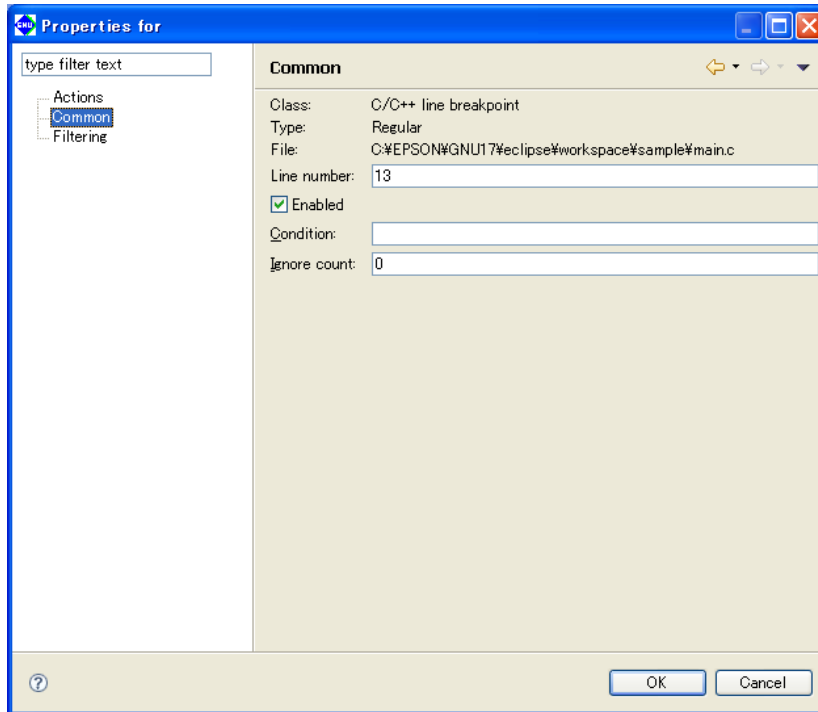 GNU Properties for
type filter text
Actions
Common
Filtering
Common
Class: C/C++ line breakpoint
Type: Regular
File: C:¥EPSON¥GNU17¥eclipse¥workspace¥sample¥main.c
Line number: 13
Enabled
Condition:
Ignore count: 0
?
OK Cancel